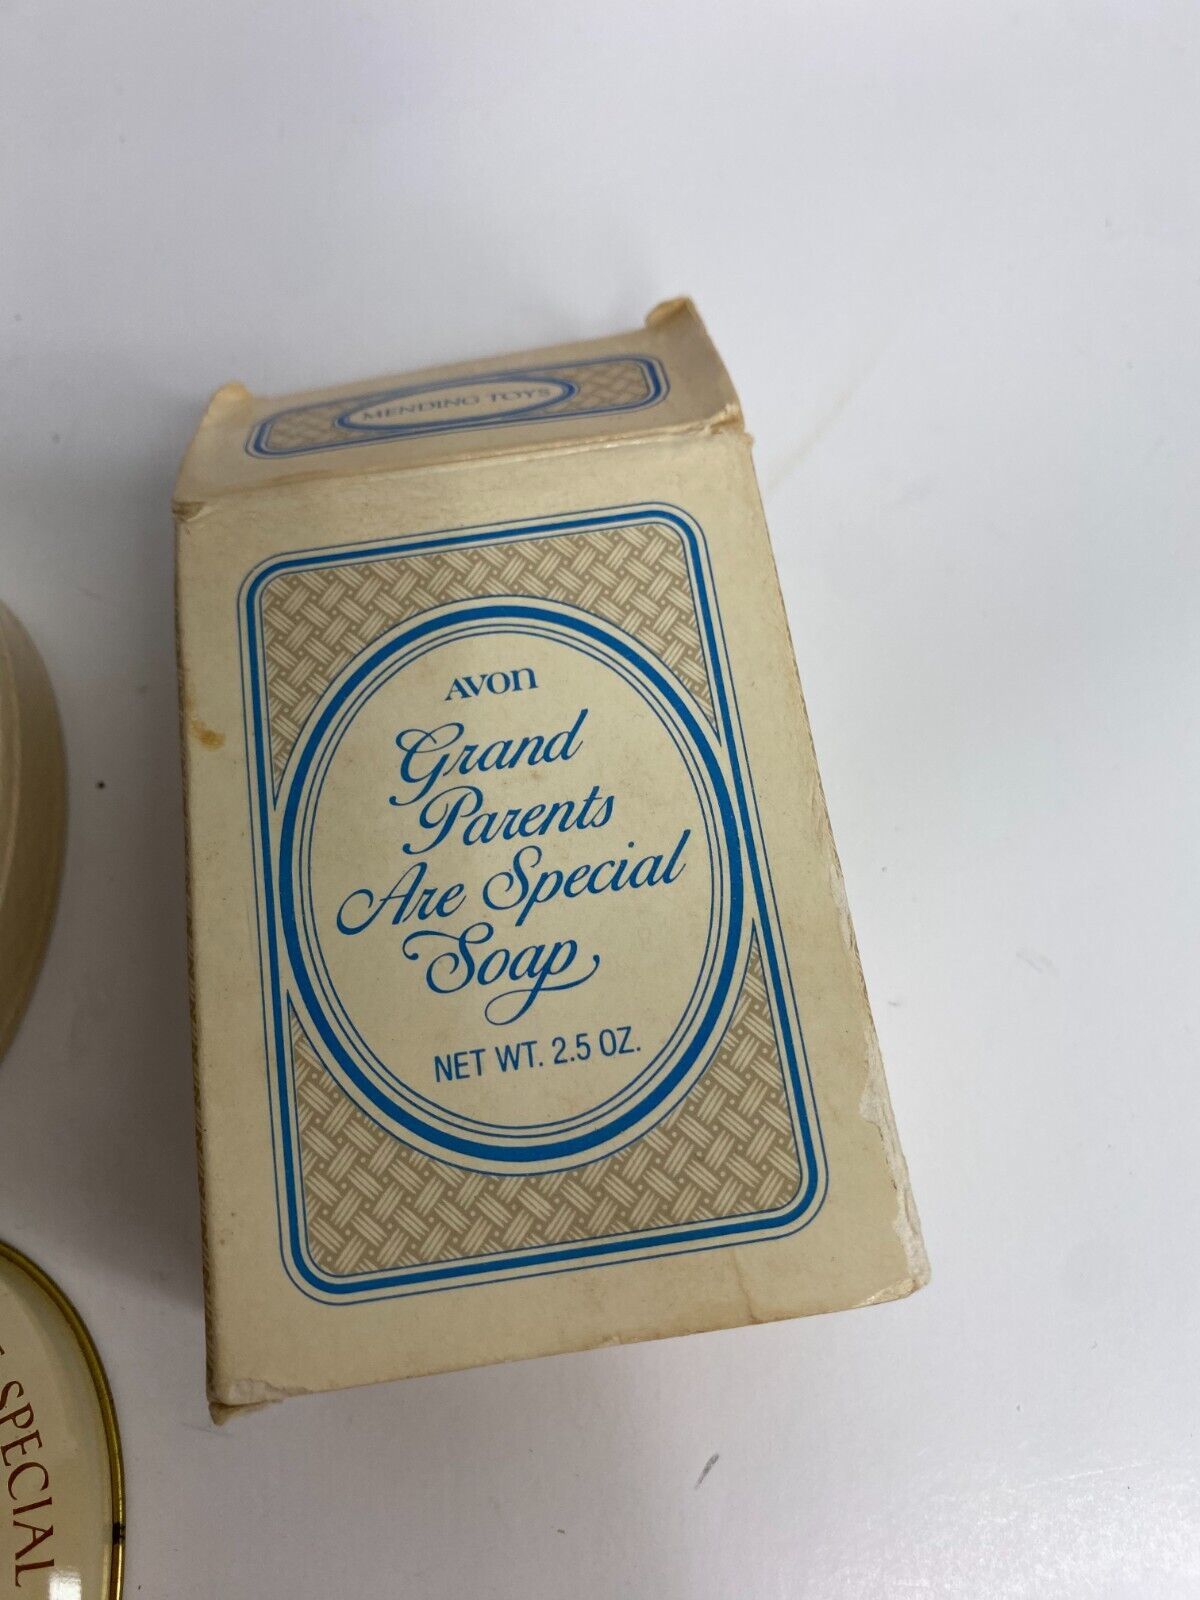 MENDING TOYS
AVON
Grand
Parents
Are Special
Soap
NET WT. 2.5 OZ.
SPECIAL